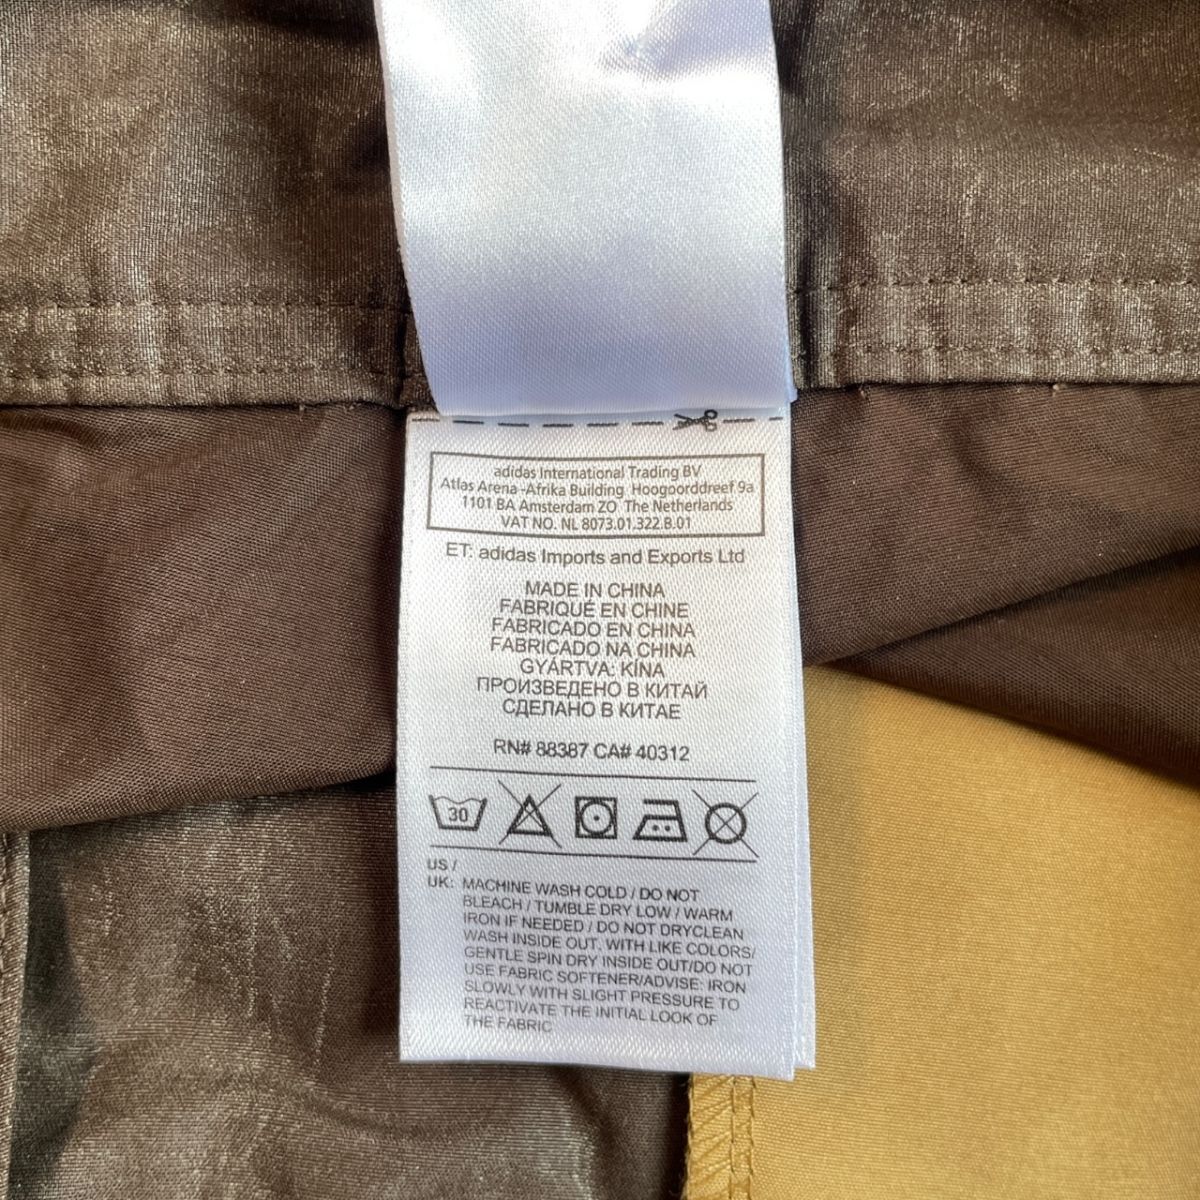 adidas International Trading BV
Atlas Arena -Afrika Building Hoogoorddreef 9a
1101 BA Amsterdam ZO The Netherlands
VAT NO. NL 8073.01.322.B.01
ET: adidas Imports and Exports Ltd
MADE IN CHINA
FABRIQUÉ EN CHINE
FABRICADO EN CHINA
FABRICADO NA CHINA
GYÁRTVA: KÍNA
ПРОИЗВЕДЕНО В КИТАЙ
СДЕЛАНО В КИТАЕ
RN# 88387 CA# 40312
30
US /
UK: MACHINE WASH COLD / DO NOT
BLEACH / TUMBLE DRY LOW / WARM
IRON IF NEEDED / DO NOT DRYCLEAN
WASH INSIDE OUT. WITH LIKE COLORS/
GENTLE SPIN DRY INSIDE OUT/DO NOT
USE FABRIC SOFTENER/ADVISE: IRON
SLOWLY WITH SLIGHT PRESSURE TO
REACTIVATE THE INITIAL LOOK OF
THE FABRIC